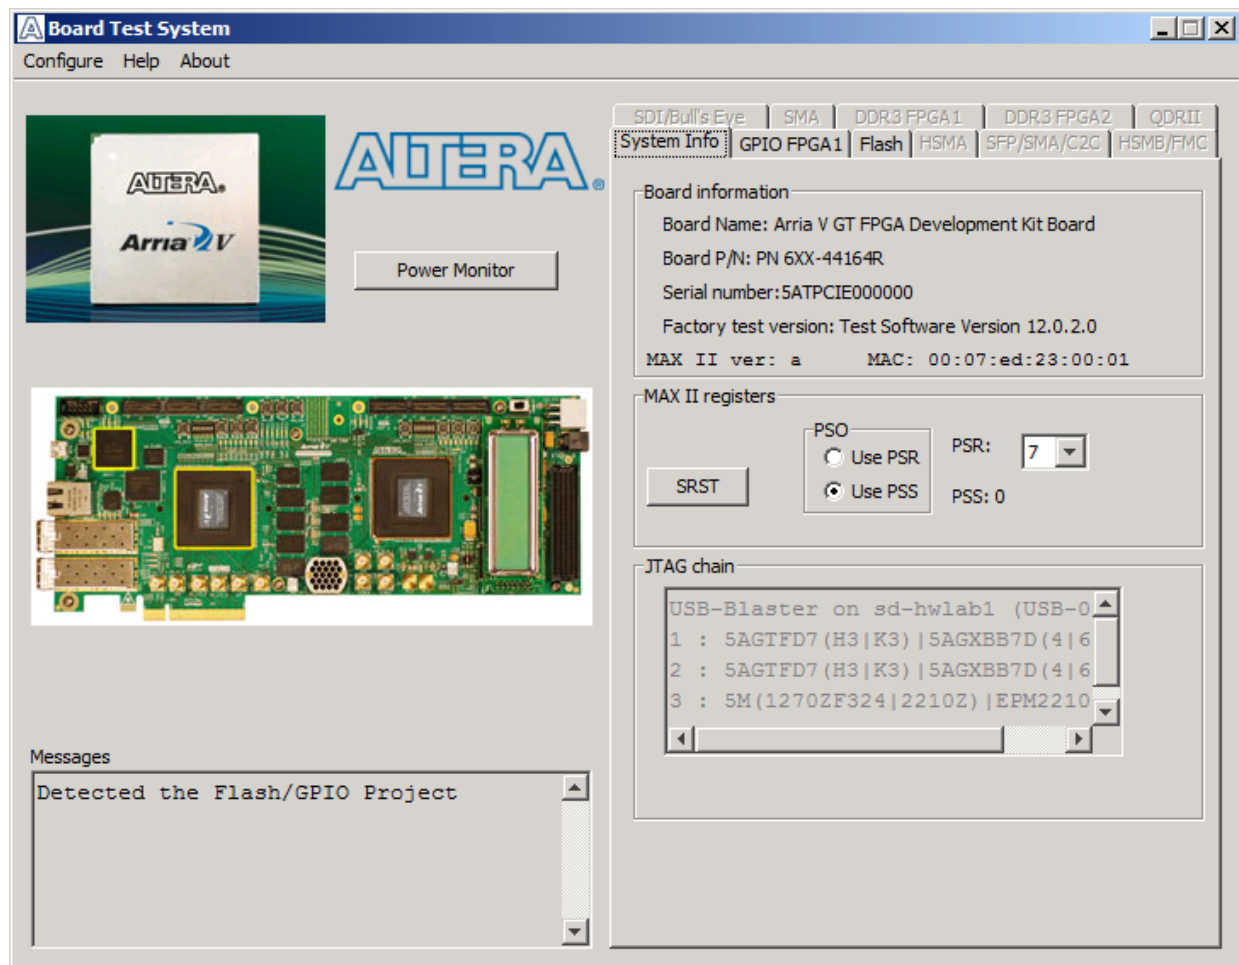 Board Test System
Configure Help About
ALTERA®
Arria V
ALTERA®
Power Monitor
SDI/Bull's Eye SMA DDR3 FPGA1 DDR3 FPGA2 QDRII
System Info GPIO FPGA1 Flash HSMA SFP/SMA/C2C HSMB/FMC
Board information
Board Name: Arria V GT FPGA Development Kit Board
Board P/N: PN 6XX-44164R
Serial number:5ATPCIE000000
Factory test version: Test Software Version 12.0.2.0
MAX II ver: a MAC: 00:07:ed:23:00:01
MAX II registers
SRST
PSO
Use PSR
Use PSS
PSR: 7
PSS: 0
JTAG chain
USB-Blaster on sd-hwlab1 (USB-0
1 : 5AGTFD7(H3|K3)|5AGXBB7D(4|6
2 : 5AGTFD7(H3|K3)|5AGXBB7D(4|6
3 : 5M(1270ZF324|2210Z)|EPM2210
Messages
Detected the Flash/GPIO Project